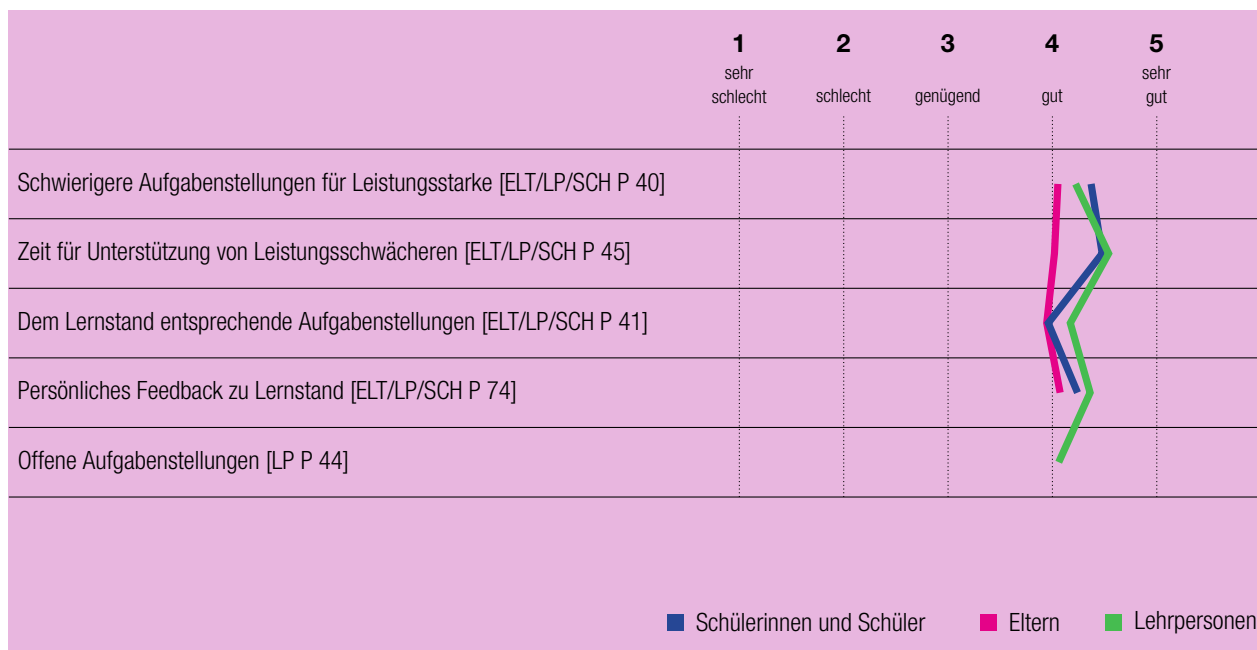 1 2 3 4 5
sehr sehr
schlecht schlecht genügend gut gut
Schwierigere Aufgabenstellungen für Leistungsstarke [ELT/LP/SCH P 40]
Zeit für Unterstützung von Leistungsschwächeren [ELT/LP/SCH P 45]
Dem Lernstand entsprechende Aufgabenstellungen [ELT/LP/SCH P 41]
Persönliches Feedback zu Lernstand [ELT/LP/SCH P 74]
Offene Aufgabenstellungen [LP P 44]
Schülerinnen und Schüler Eltern Lehrpersonen